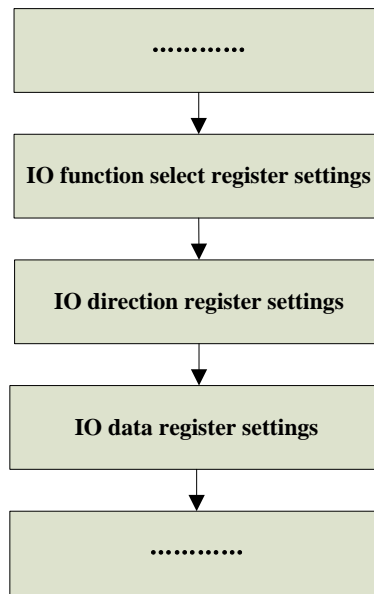 …………
IO function select register settings
IO direction register settings
IO data register settings
…………